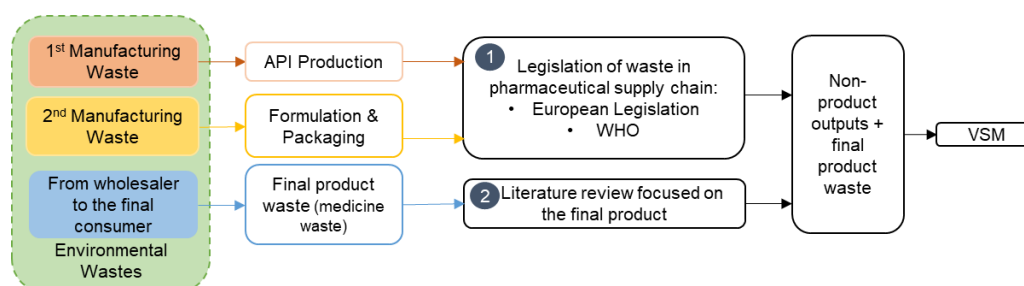 1st Manufacturing
Waste
API Production
2nd Manufacturing
Waste
Formulation &
Packaging
From wholesaler
to the final
consumer
Final product
waste (medicine
waste)
Environmental
Wastes
1
Legislation of waste in
pharmaceutical supply chain:
• European Legislation
• WHO
2
Literature review focused on
the final product
Non-
product
outputs +
final
product
waste
VSM